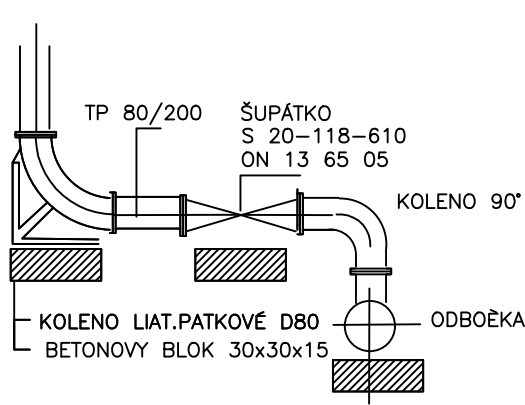 TP 80/200
ŠUPÁTKO
S 20-118-610
ON 13 65 05
KOLENO 90°
KOLENO LIAT.PATKOVÉ D80
ODBOÈKA
BETONOVY BLOK 30x30x15